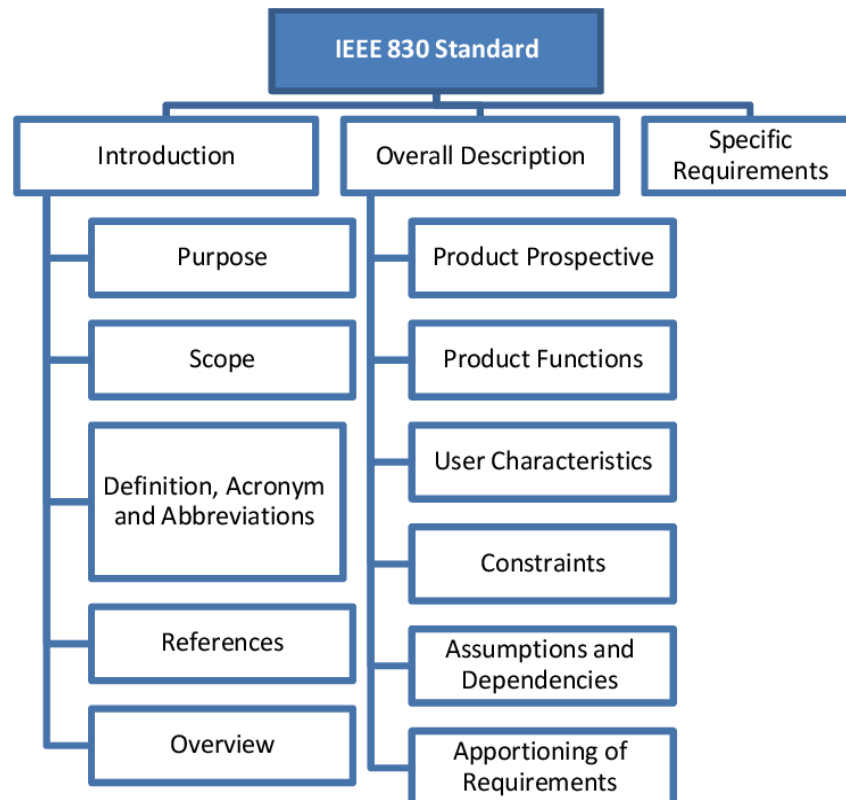 IEEE 830 Standard
Introduction
Overall Description
Specific
Requirements
Purpose
Scope
Definition, Acronym
and Abbreviations
References
Overview
Product Prospective
Product Functions
User Characteristics
Constraints
Assumptions and
Dependencies
Apportioning of
Requirements